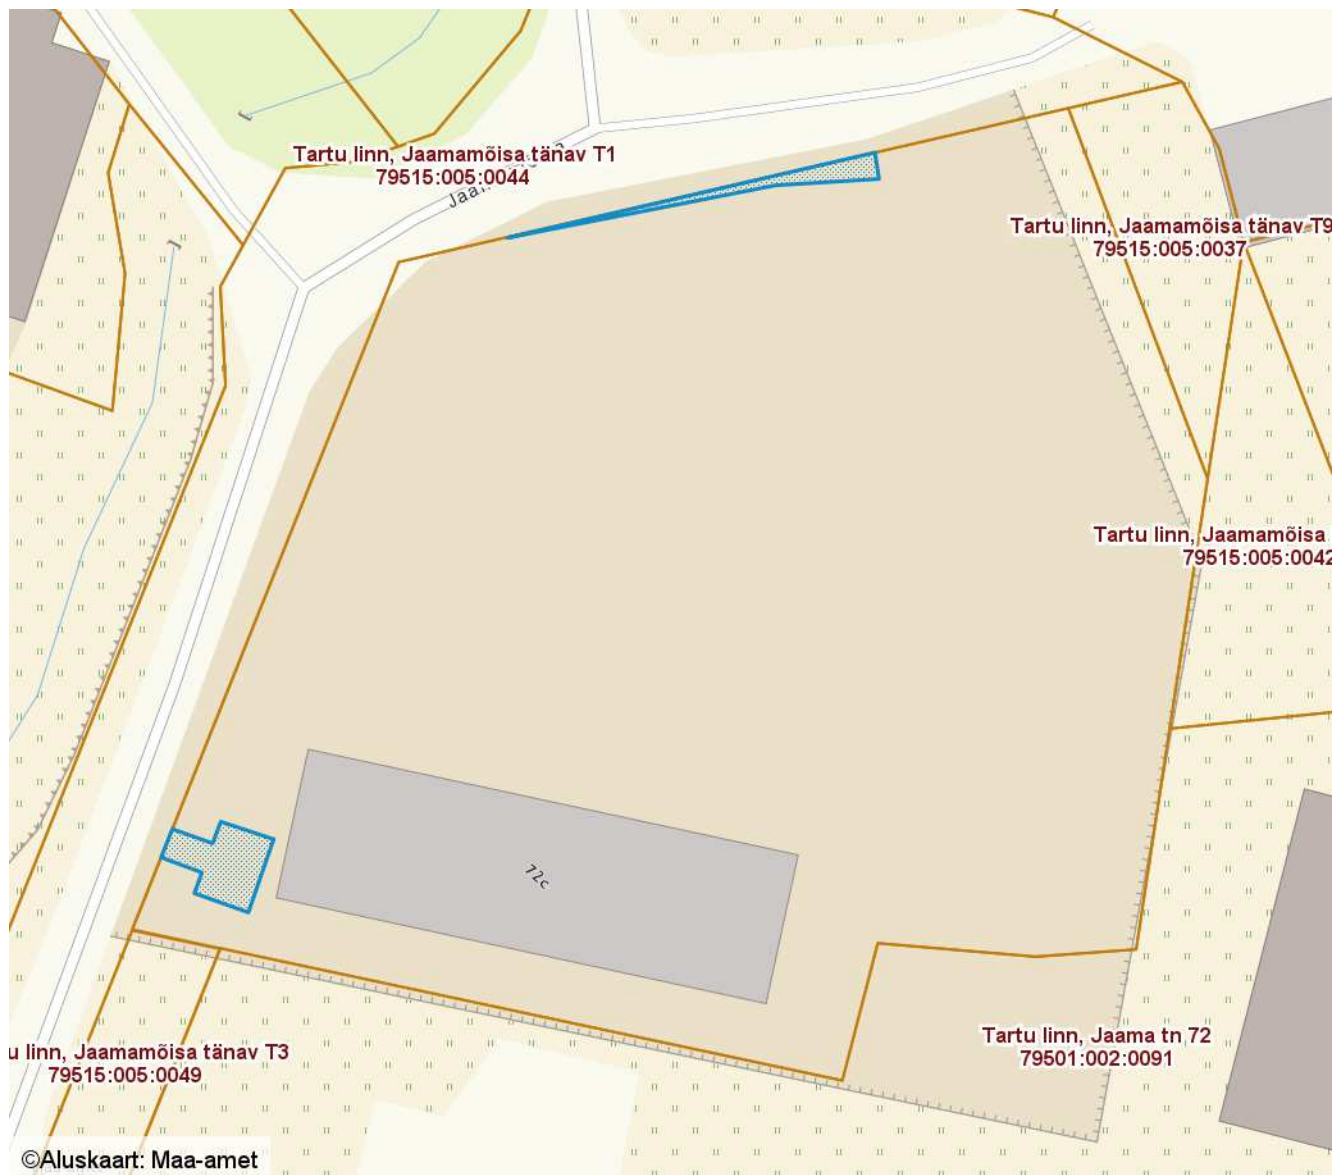 Tartu linn, Jaamamõisa tänav T1
79515:005:0044
Jaam
Tartu linn, Jaamamõisa tänav T9
79515:005:0037
Tartu linn, Jaamamõisa
79515:005:0042
72c
Tartu linn, Jaama tn 72
79501:002:0091
u linn, Jaamamõisa tänav T3
79515:005:0049
©Aluskaart: Maa-amet